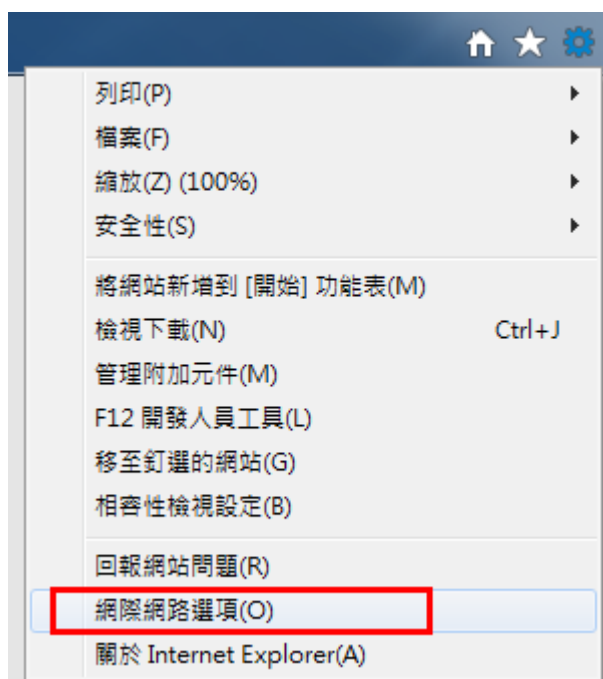 列印(P)
檔案(F)
縮放(Z) (100%)
安全性(S)
將網站新增到 [開始] 功能表(M)
檢視下載(N) Ctrl+J
管理附加元件(M)
F12 開發人員工具(L)
移至釘選的網站(G)
相容性檢視設定(B)
回報網站問題(R)
網際網路選項(O)
關於 Internet Explorer(A)